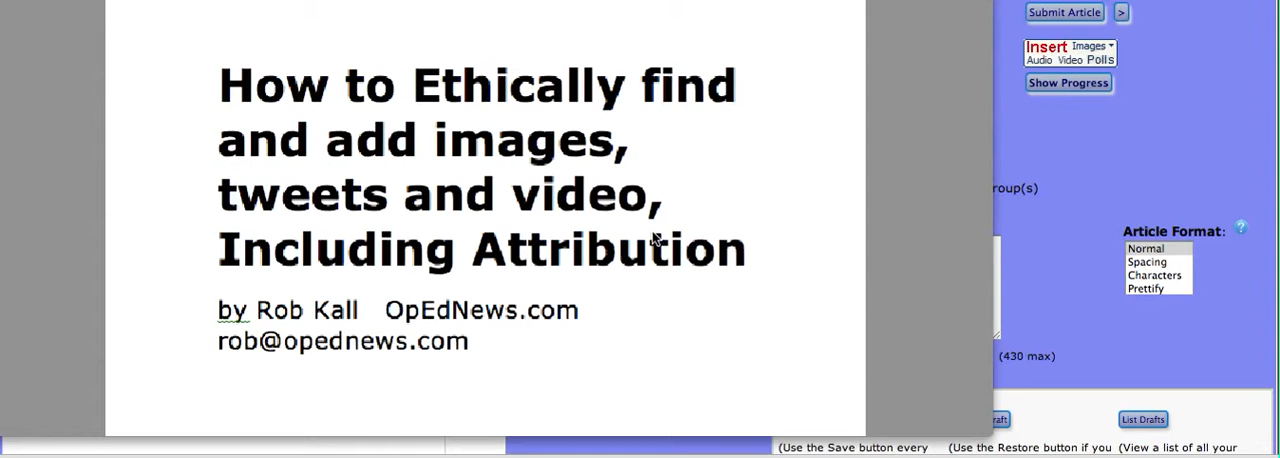 How to Ethically find
and add images,
tweets and video,
Including Attribution
by Rob Kall OpEdNews.com
rob@opednews.com
Submit Article >
Insert Images
Audio Video Polls
Show Progress
roup(s)
Article Format: ?
Normal
Spacing
Characters
Prettify
(430 max)
raft
List Drafts
(Use the Save button every
(Use the Restore button if you
(View a list of all your